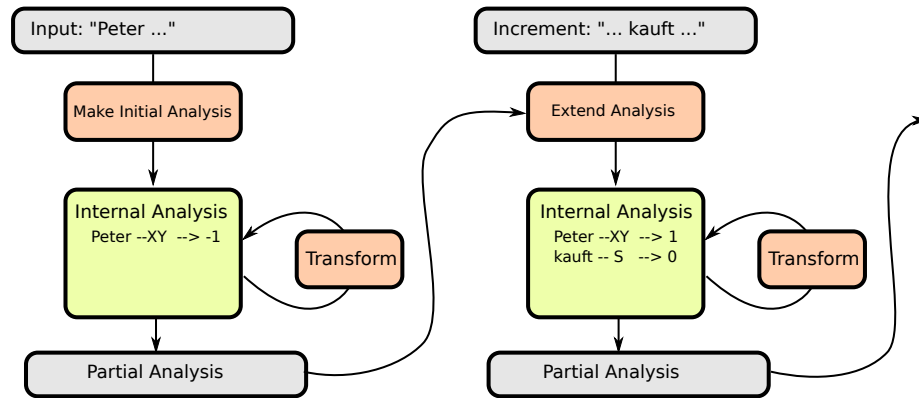 Input: "Peter ..."
Make Initial Analysis
Internal Analysis
Peter --XY --> -1
Transform
Partial Analysis
Increment: "... kauft ..."
Extend Analysis
Internal Analysis
Peter --XY --> 1
kauft -- S --> 0
Transform
Partial Analysis